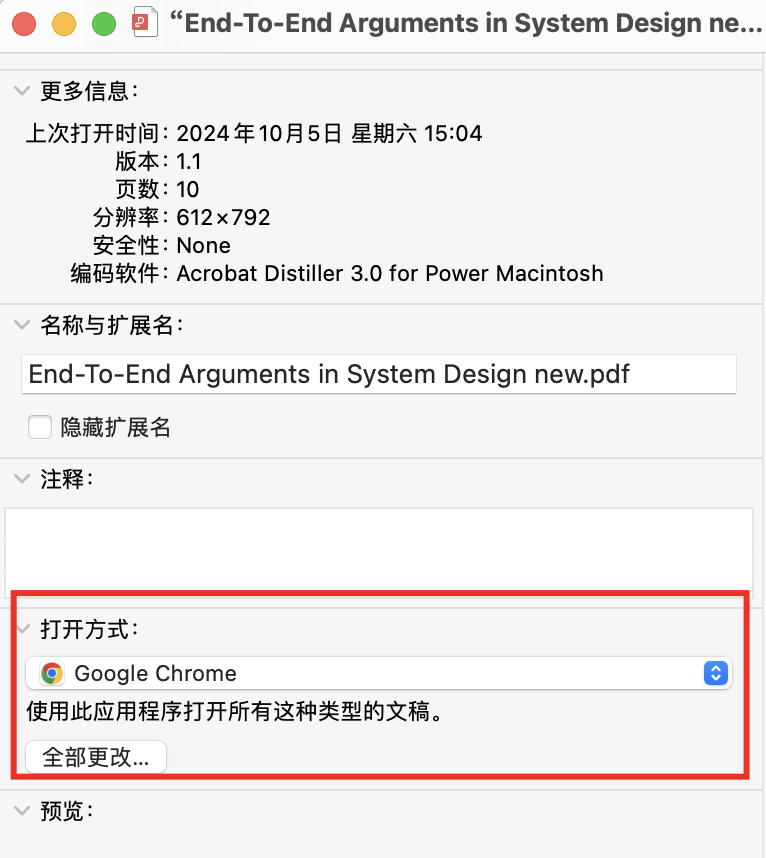 “End-To-End Arguments in System Design ne...
更多信息:
上次打开时间: 2024年10月5日 星期六 15:04
版本: 1.1
页数: 10
分辨率: 612×792
安全性: None
编码软件: Acrobat Distiller 3.0 for Power Macintosh
名称与扩展名:
End-To-End Arguments in System Design new.pdf
隐藏扩展名
注释:
打开方式:
Google Chrome
使用此应用程序打开所有这种类型的文稿。
全部更改...
预览: